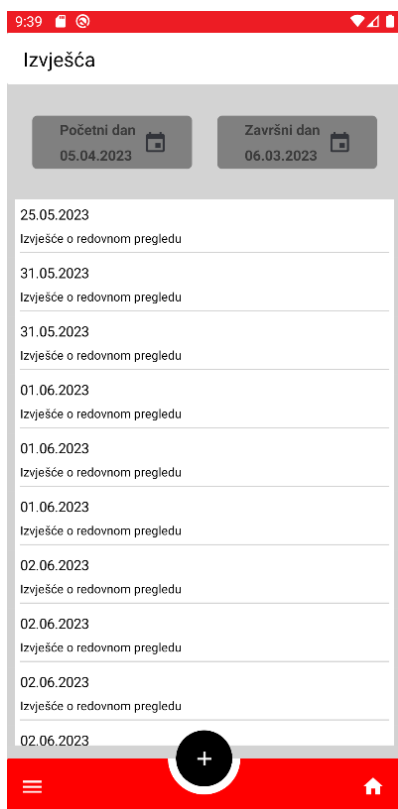 9:39
Izvješća
Početni dan
05.04.2023
Završni dan
06.03.2023
25.05.2023
Izvješće o redovnom pregledu
31.05.2023
Izvješće o redovnom pregledu
31.05.2023
Izvješće o redovnom pregledu
01.06.2023
Izvješće o redovnom pregledu
01.06.2023
Izvješće o redovnom pregledu
01.06.2023
Izvješće o redovnom pregledu
02.06.2023
Izvješće o redovnom pregledu
02.06.2023
Izvješće o redovnom pregledu
02.06.2023
Izvješće o redovnom pregledu
02.06.2023
+